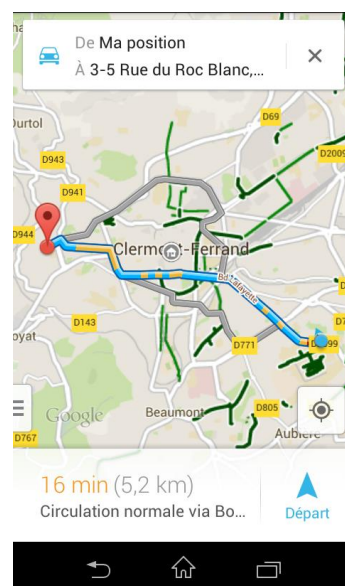 De Ma position
À 3-5 Rue du Roc Blanc,...
Durtol
D69
D2009
D943
D941
D944
Clermont-Ferrand
Bd Lafayette
D143
D771
Beaumont
D805
Google
D767
Aubière
16 min (5,2 km)
Circulation normale via Bo...
Départ